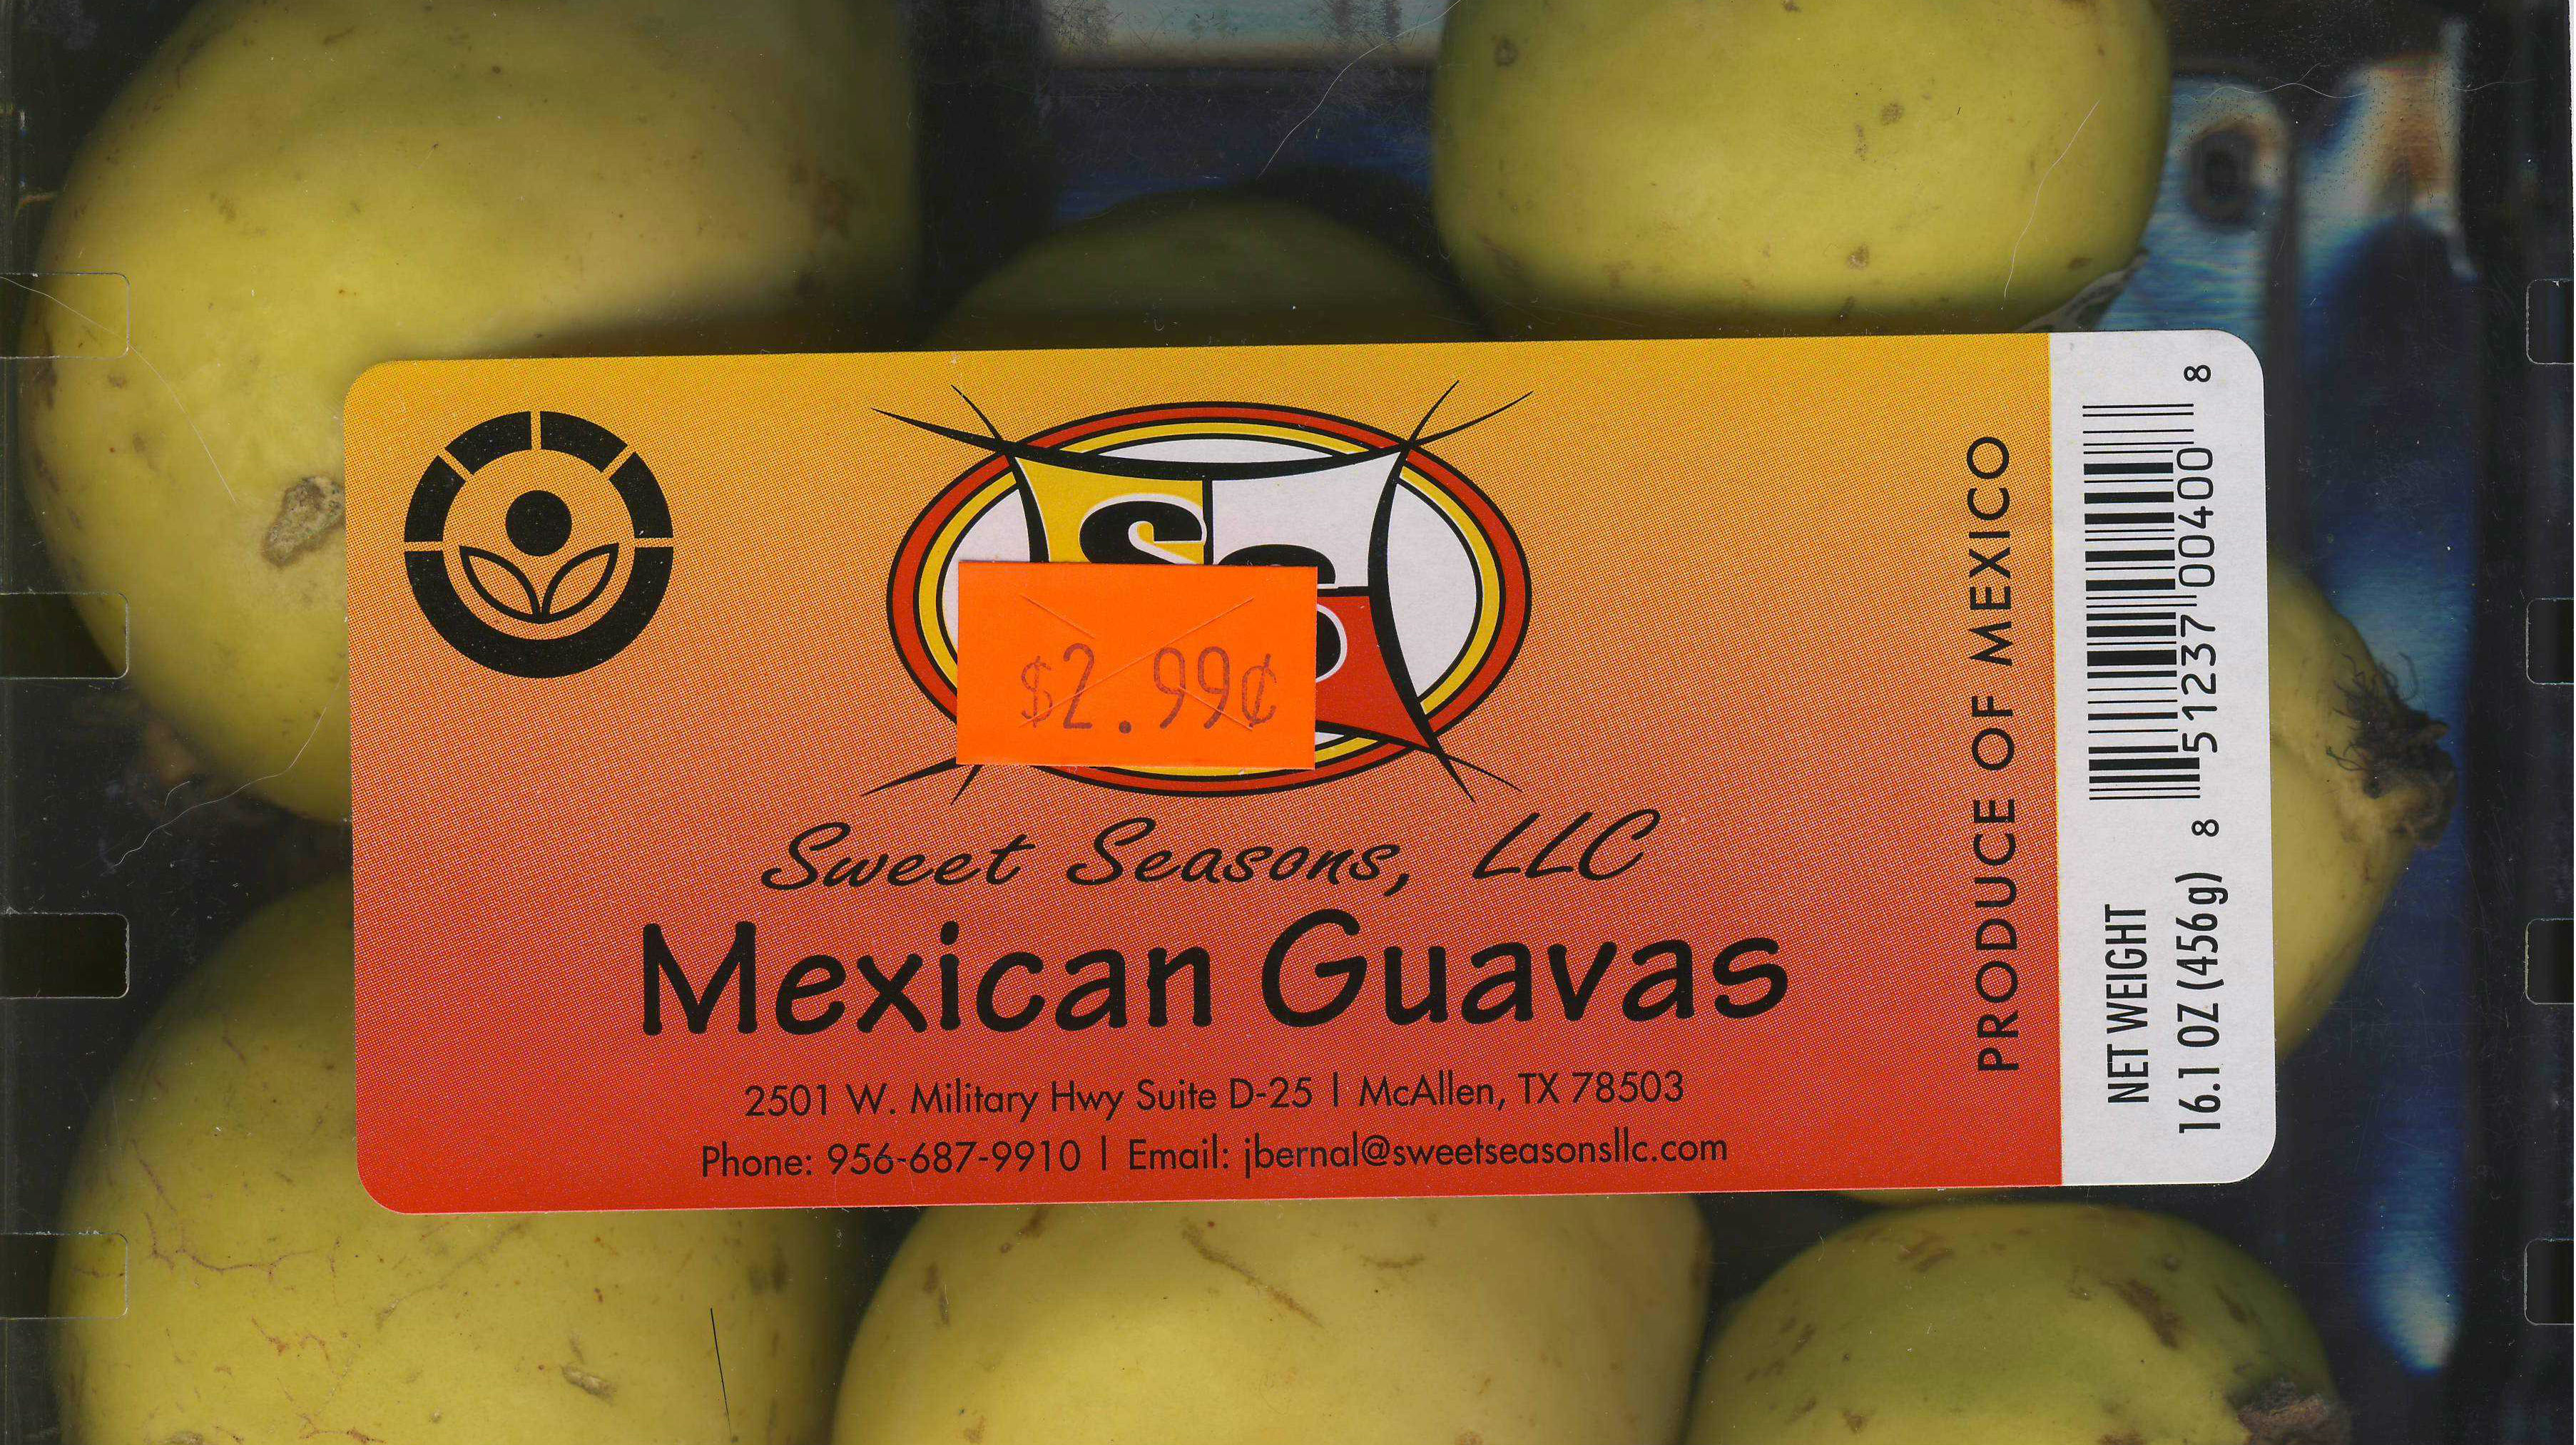 $2.99¢
Sweet Seasons, LLC
Mexican Guavas
2501 W. Military Hwy Suite D-25 | McAllen, TX 78503
Phone: 956-687-9910 | Email: jbernal@sweetseasonsllc.com
PRODUCE OF MEXICO
NET WEIGHT
16.1 OZ (456g)
8 51237 00400 8